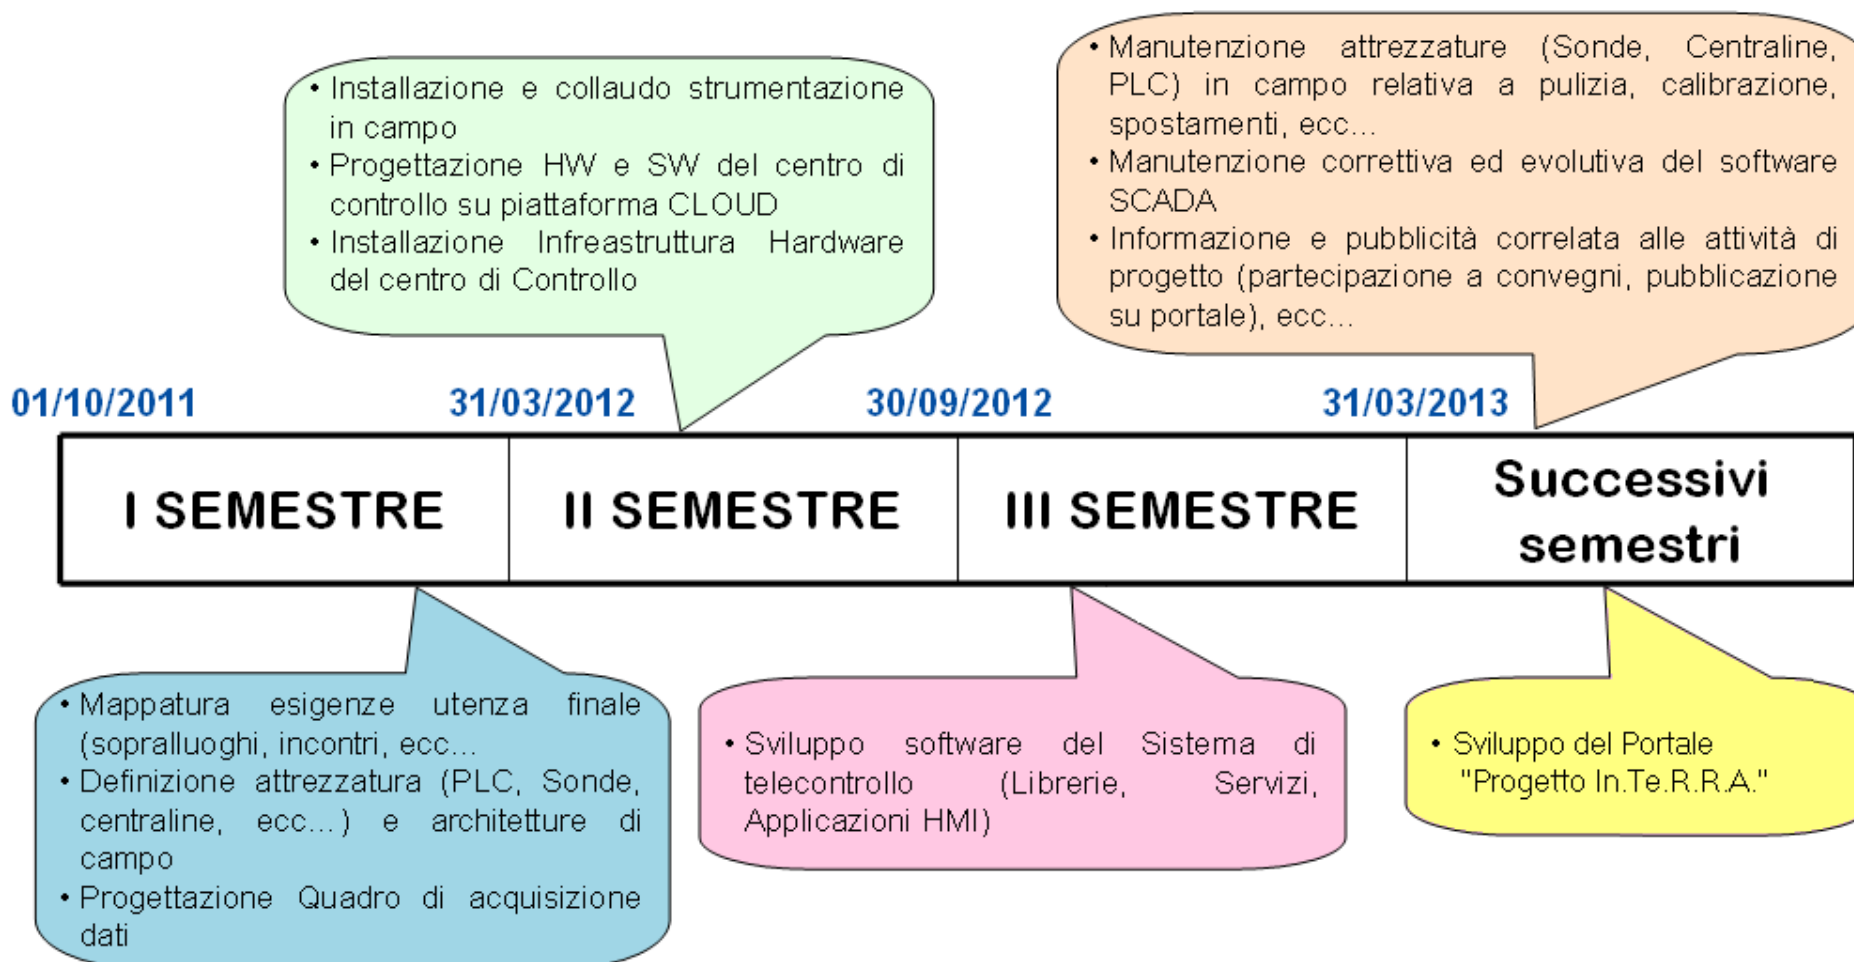 • Installazione e collaudo strumentazione
in campo
• Progettazione HW e SW del centro di
controllo su piattaforma CLOUD
• Installazione Infreastruttura Hardware
del centro di Controllo
• Manutenzione attrezzature (Sonde, Centraline,
PLC) in campo relativa a pulizia, calibrazione,
spostamenti, ecc...
• Manutenzione correttiva ed evolutiva del software
SCADA
• Informazione e pubblicità correlata alle attività di
progetto (partecipazione a convegni, pubblicazione
su portale), ecc...
01/10/2011
31/03/2012
30/09/2012
31/03/2013
I SEMESTRE
II SEMESTRE
III SEMESTRE
Successivi
semestri
• Mappatura esigenze utenza finale
(sopralluoghi, incontri, ecc...
• Definizione attrezzatura (PLC, Sonde,
centraline, ecc...) e architetture di
campo
• Progettazione Quadro di acquisizione
dati
• Sviluppo software del Sistema di
telecontrollo (Librerie, Servizi,
Applicazioni HMI)
• Sviluppo del Portale
"Progetto In.Te.R.R.A."